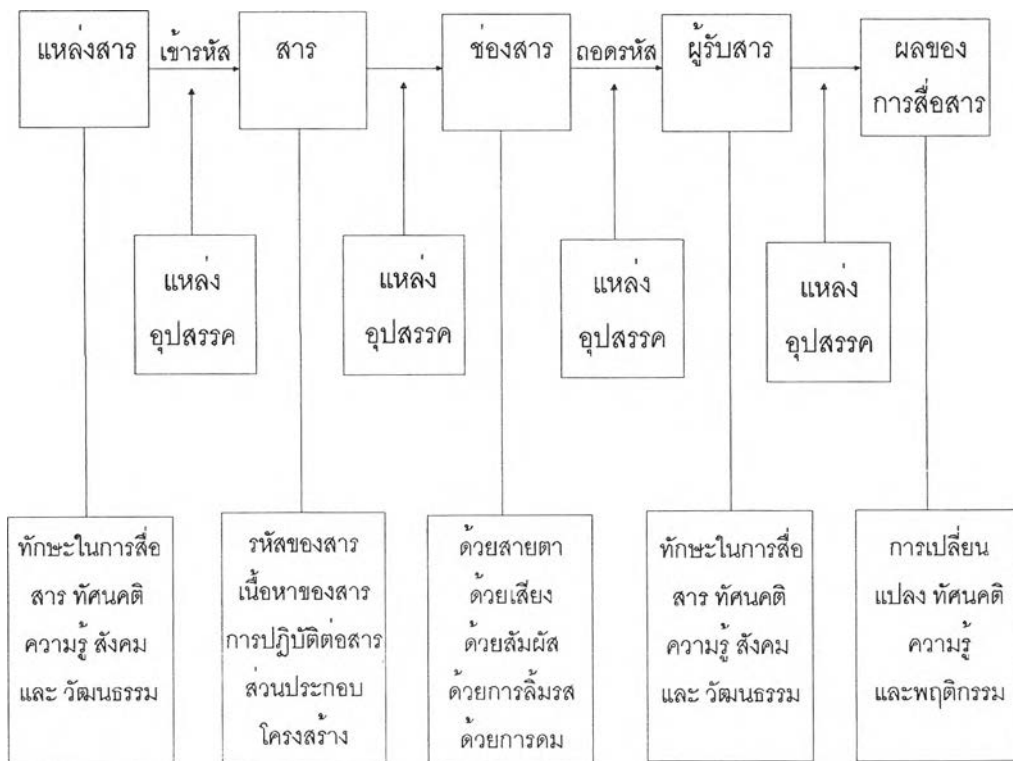 แหล่งสาร
เข้ารหัส
สาร
ช่องสาร
ถอดรหัส
ผู้รับสาร
ผลของ
การสื่อสาร
แหล่ง
อุปสรรค
แหล่ง
อุปสรรค
แหล่ง
อุปสรรค
แหล่ง
อุปสรรค
ทักษะในการสื่อ
สาร ทัศนคติ
ความรู้ สังคม
และ วัฒนธรรม
รหัสของสาร
เนื้อหาของสาร
การปฏิบัติต่อสาร
ส่วนประกอบ
โครงสร้าง
ด้วยสายตา
ด้วยเสียง
ด้วยสัมผัส
ด้วยการลิ้มรส
ด้วยการดม
ทักษะในการสื่อ
สาร ทัศนคติ
ความรู้ สังคม
และ วัฒนธรรม
การเปลี่ยน
แปลง ทัศนคติ
ความรู้
และพฤติกรรม